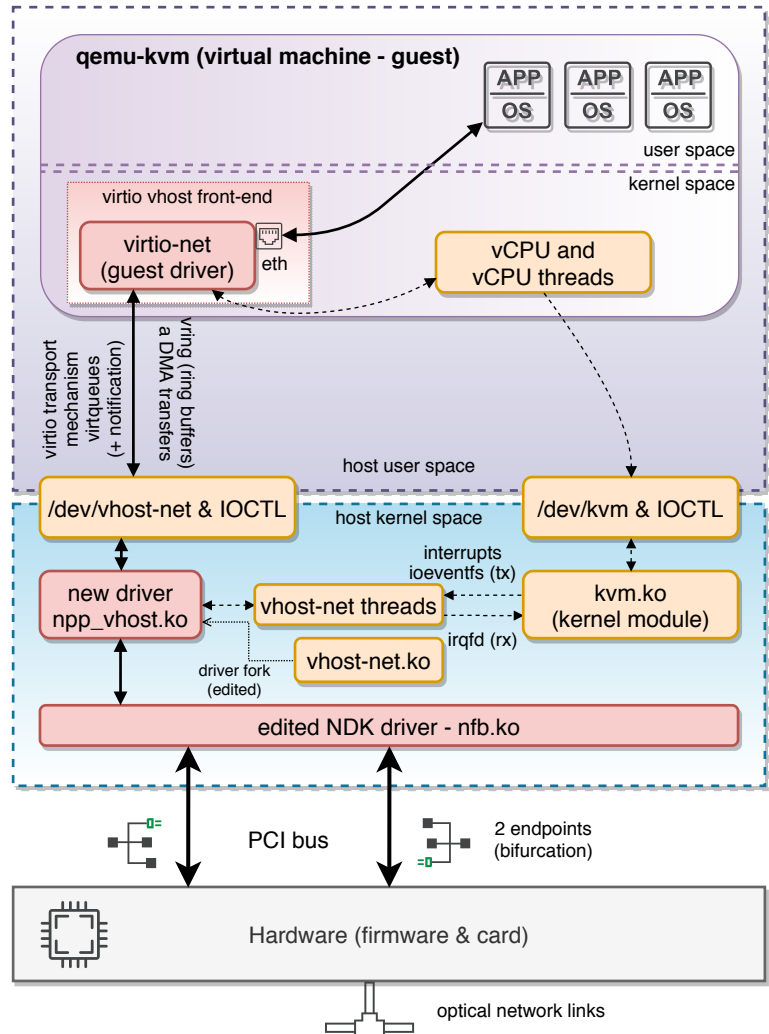 qemu-kvm (virtual machine - guest)
APP
OS
APP
OS
APP
OS
user space
kernel space
virtio vhost front-end
virtio-net
(guest driver)
eth
vCPU and
vCPU threads
virtio transport
mechanism
virtqueues
(+ notification)
vring (ring buffers)
a DMA transfers
host user space
/dev/vhost-net & IOCTL
/dev/kvm & IOCTL
host kernel space
interrupts
ioeventfs (tx)
new driver
npp_vhost.ko
vhost-net threads
kvm.ko
(kernel module)
irqfd (rx)
vhost-net.ko
driver fork
(edited)
edited NDK driver - nfb.ko
PCI bus
2 endpoints
(bifurcation)
Hardware (firmware & card)
optical network links